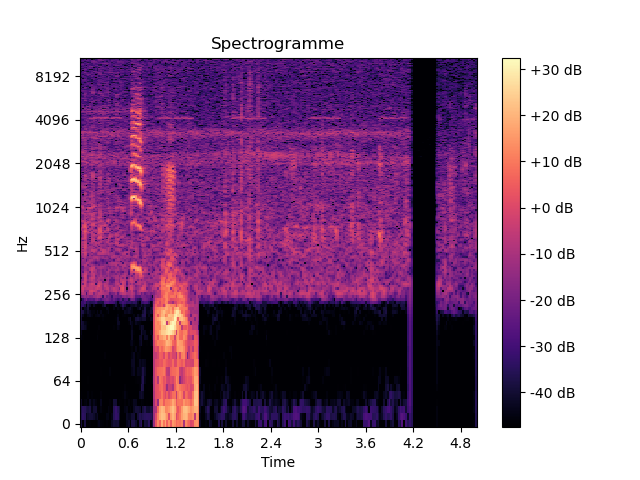 Spectrogramme
8192
4096
2048
1024
512
256
128
64
0
Hz
0 0.6 1.2 1.8 2.4 3 3.6 4.2 4.8
Time
+30 dB
+20 dB
+10 dB
+0 dB
-10 dB
-20 dB
-30 dB
-40 dB